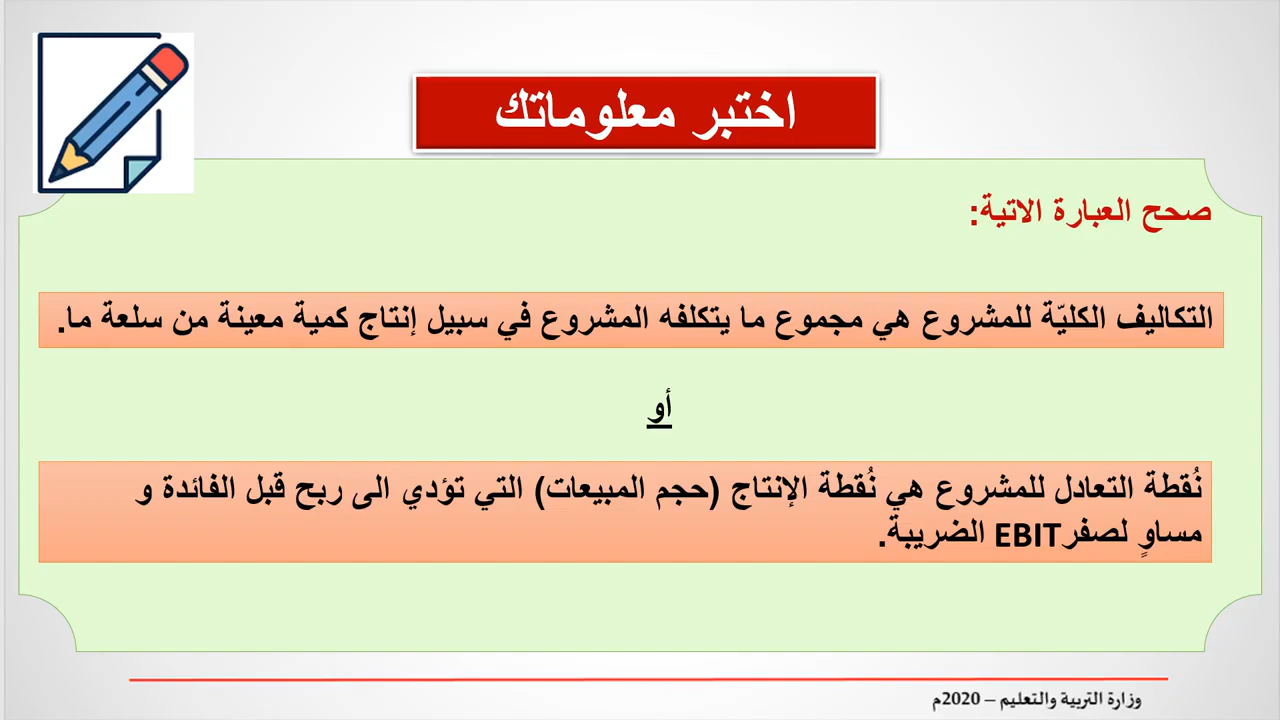 اختبر معلوماتك
صحح العبارة الاتية:
التكاليف الكليّة للمشروع هي مجموع ما يتكلفه المشروع في سبيل إنتاج كمية معينة من سلعة ما.
أو
نُقطة التعادل للمشروع هي نُقطة الإنتاج (حجم المبيعات) التي تؤدي الى ربح قبل الفائدة و
مساوٍ لصفرEBIT الضريبة.
وزارة التربية والتعليم – 2020م